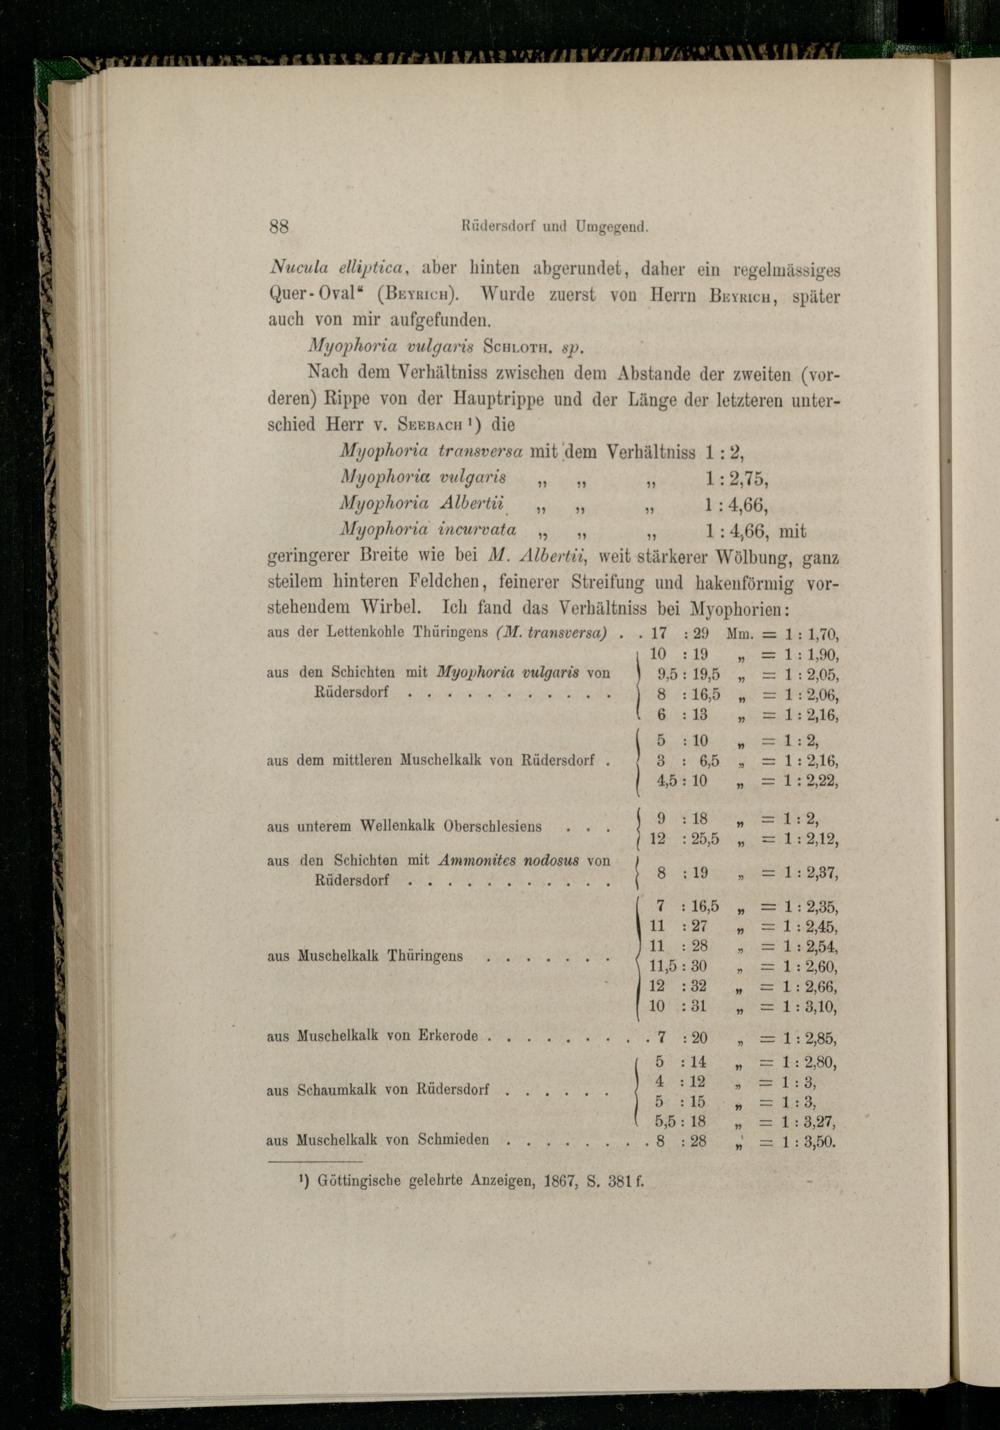 88 Rüdersdorf und Umgegend.
Nucula elliptica, aber hinten abgerundet, daher ein regelmässiges
Quer-Oval“ (BEYRICH). Wurde zuerst von Herrn BEYRICH, später
auch von mir aufgefunden.
Myophoria vulgaris SCHLOTH. sp.
Nach dem Verhältniss zwischen dem Abstande der zweiten (vor-
deren) Rippe von der Hauptrippe und der Länge der letzteren unter-
schied Herr v. SEEBACH ¹) die
Myophoria transversa mit dem Verhältniss 1 : 2,
Myophoria vulgaris „ „ „ 1 : 2,75,
Myophoria Albertii „ „ „ 1 : 4,66,
Myophoria incurvata „ „ „ 1 : 4,66, mit
geringerer Breite wie bei M. Albertii, weit stärkerer Wölbung, ganz
steilem hinteren Feldchen, feinerer Streifung und hakenförmig vor-
stehendem Wirbel. Ich fand das Verhältniss bei Myophorien:
aus der Lettenkohle Thüringens (M. transversa) . . 17 : 29 Mm. = 1 : 1,70,
10 : 19 „ = 1 : 1,90,
aus den Schichten mit Myophoria vulgaris von 9,5 : 19,5 „ = 1 : 2,05,
Rüdersdorf . . . . . . . . . . . 8 : 16,5 „ = 1 : 2,06,
6 : 13 „ = 1 : 2,16,
5 : 10 „ = 1 : 2,
aus dem mittleren Muschelkalk von Rüdersdorf . 3 : 6,5 „ = 1 : 2,16,
4,5 : 10 „ = 1 : 2,22,
9 : 18 „ = 1 : 2,
aus unterem Wellenkalk Oberschlesiens . . .
12 : 25,5 „ = 1 : 2,12,
aus den Schichten mit Ammonites nodosus von
8 : 19 „ = 1 : 2,37,
Rüdersdorf . . . . . . . . . . .
7 : 16,5 „ = 1 : 2,35,
11 : 27 „ = 1 : 2,45,
11 : 28 „ = 1 : 2,54,
aus Muschelkalk Thüringens . . . . . . .
11,5 : 30 „ = 1 : 2,60,
12 : 32 „ = 1 : 2,66,
10 : 31 „ = 1 : 3,10,
aus Muschelkalk von Erkerode . . . . . . . . . 7 : 20 „ = 1 : 2,85,
5 : 14 „ = 1 : 2,80,
4 : 12 „ = 1 : 3,
aus Schaumkalk von Rüdersdorf . . . . . .
5 : 15 „ = 1 : 3,
5,5 : 18 „ = 1 : 3,27,
aus Muschelkalk von Schmieden . . . . . . . . 8 : 28 „ = 1 : 3,50.
¹) Göttingische gelehrte Anzeigen, 1867, S. 381 f.